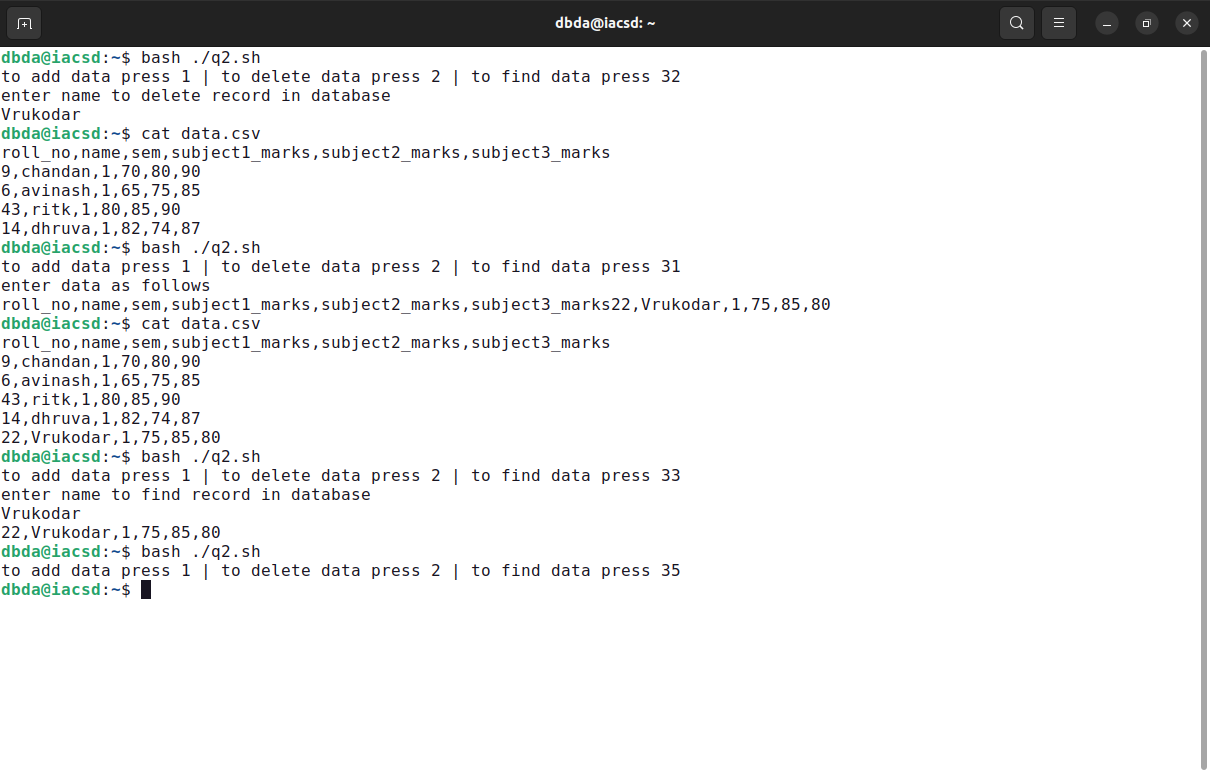 dbda@iacsd: ~
dbda@iacsd:~$ bash ./q2.sh
to add data press 1 | to delete data press 2 | to find data press 32
enter name to delete record in database
Vrukodar
dbda@iacsd:~$ cat data.csv
roll_no,name,sem,subject1_marks,subject2_marks,subject3_marks
9,chandan,1,70,80,90
6,avinash,1,65,75,85
43,ritk,1,80,85,90
14,dhruva,1,82,74,87
dbda@iacsd:~$ bash ./q2.sh
to add data press 1 | to delete data press 2 | to find data press 31
enter data as follows
roll_no,name,sem,subject1_marks,subject2_marks,subject3_marks22,Vrukodar,1,75,85,80
dbda@iacsd:~$ cat data.csv
roll_no,name,sem,subject1_marks,subject2_marks,subject3_marks
9,chandan,1,70,80,90
6,avinash,1,65,75,85
43,ritk,1,80,85,90
14,dhruva,1,82,74,87
22,Vrukodar,1,75,85,80
dbda@iacsd:~$ bash ./q2.sh
to add data press 1 | to delete data press 2 | to find data press 33
enter name to find record in database
Vrukodar
22,Vrukodar,1,75,85,80
dbda@iacsd:~$ bash ./q2.sh
to add data press 1 | to delete data press 2 | to find data press 35
dbda@iacsd:~$